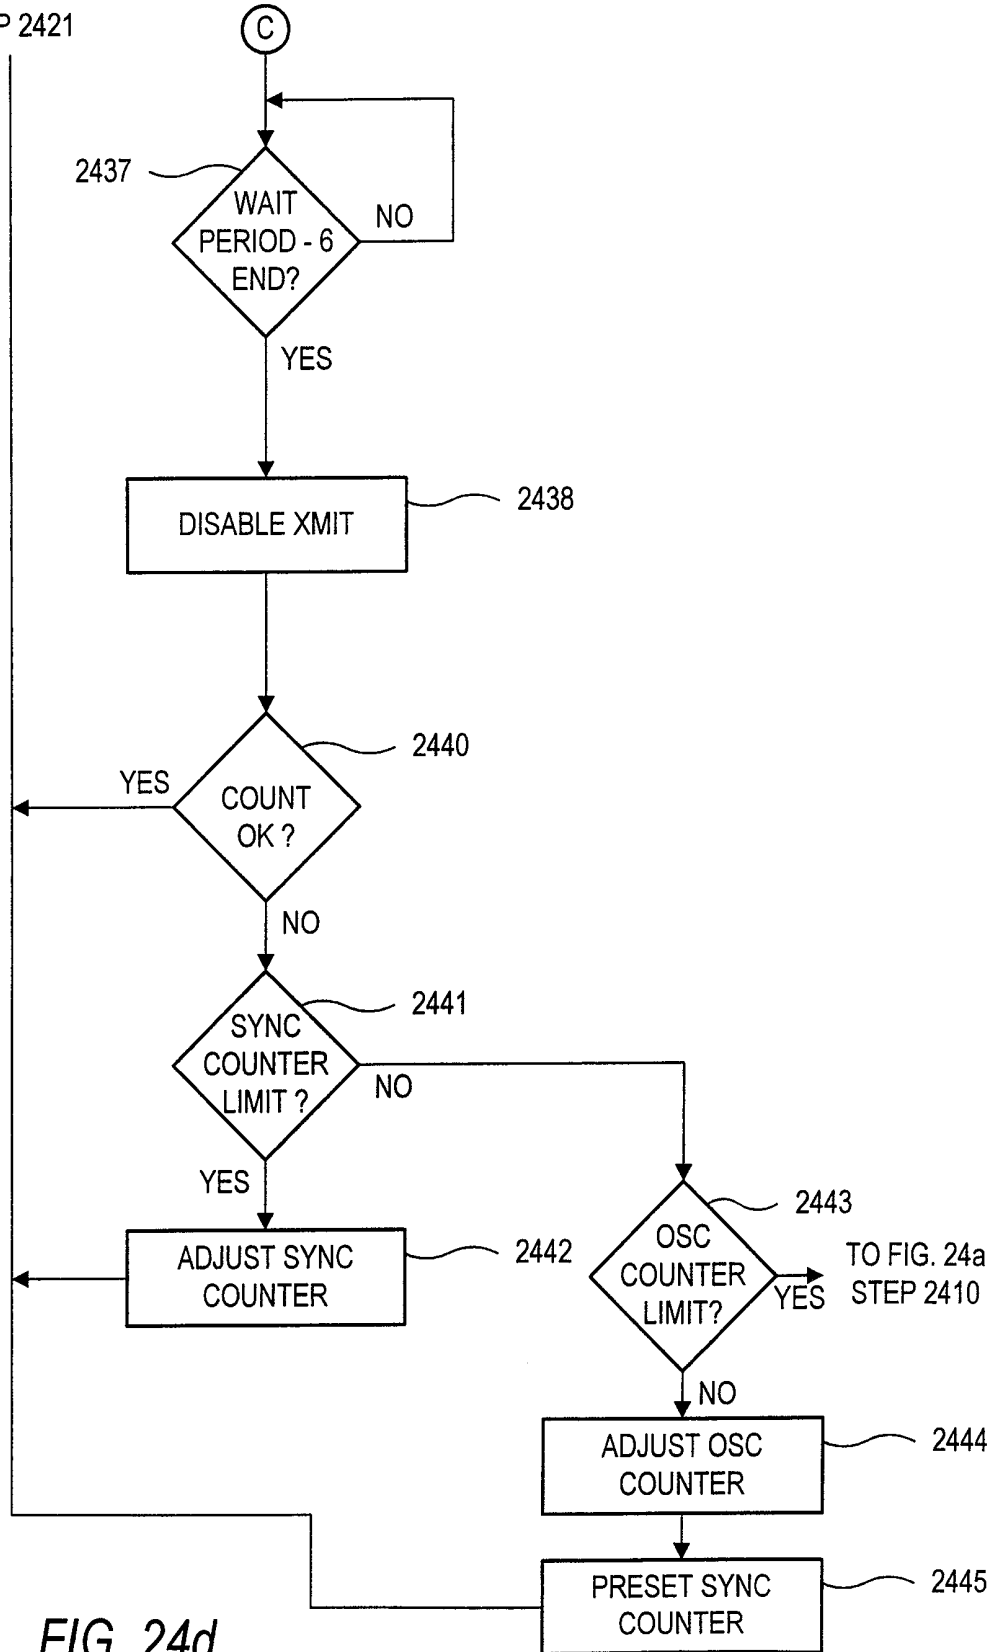 P 2421
C
2437
WAIT
PERIOD - 6
END?
NO
YES
DISABLE XMIT
2438
2440
YES
COUNT
OK ?
NO
2441
SYNC
COUNTER
LIMIT ?
NO
YES
2443
OSC
COUNTER
LIMIT?
YES
TO FIG. 24a
STEP 2410
ADJUST SYNC
COUNTER
2442
NO
ADJUST OSC
COUNTER
2444
PRESET SYNC
COUNTER
2445
FIG. 24d